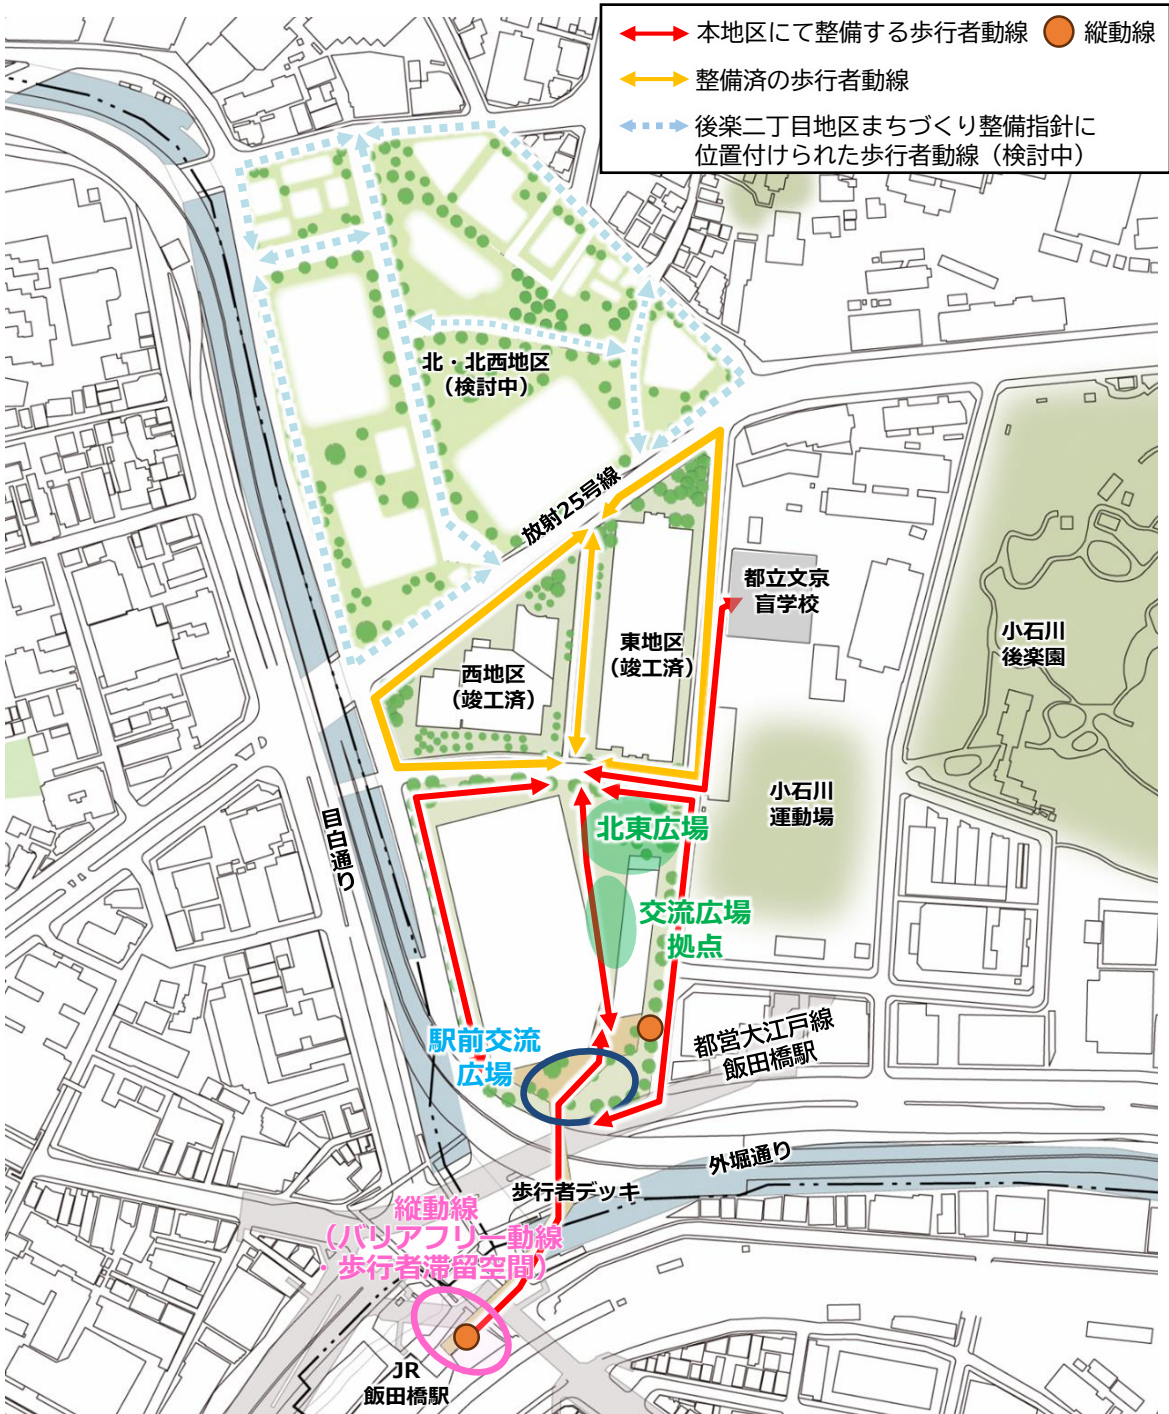 本地区にて整備する歩行者動線
縦動線
整備済の歩行者動線
後楽二丁目地区まちづくり整備指針に
位置付けられた歩行者動線（検討中）
北・北西地区
（検討中）
放射25号線
都立文京
盲学校
東地区
（竣工済）
西地区
（竣工済）
小石川
後楽園
小石川
運動場
目白通り
北東広場
交流広場
拠点
駅前交流
広場
都営大江戸線
飯田橋駅
外堀通り
歩行者デッキ
縦動線
（バリアフリー動線
・歩行者滞留空間）
JR
飯田橋駅